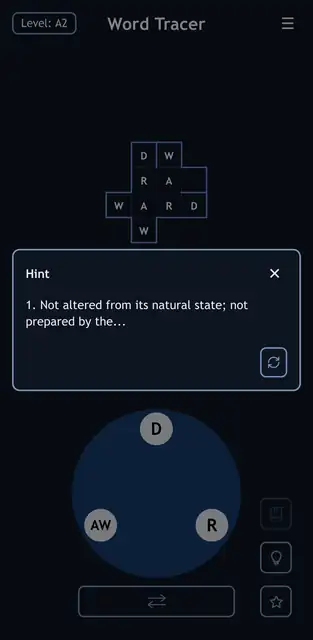 Level: A2
Word Tracer
D W
R A
W A R D
W
Hint
1. Not altered from its natural state; not
prepared by the...
D
AW
R